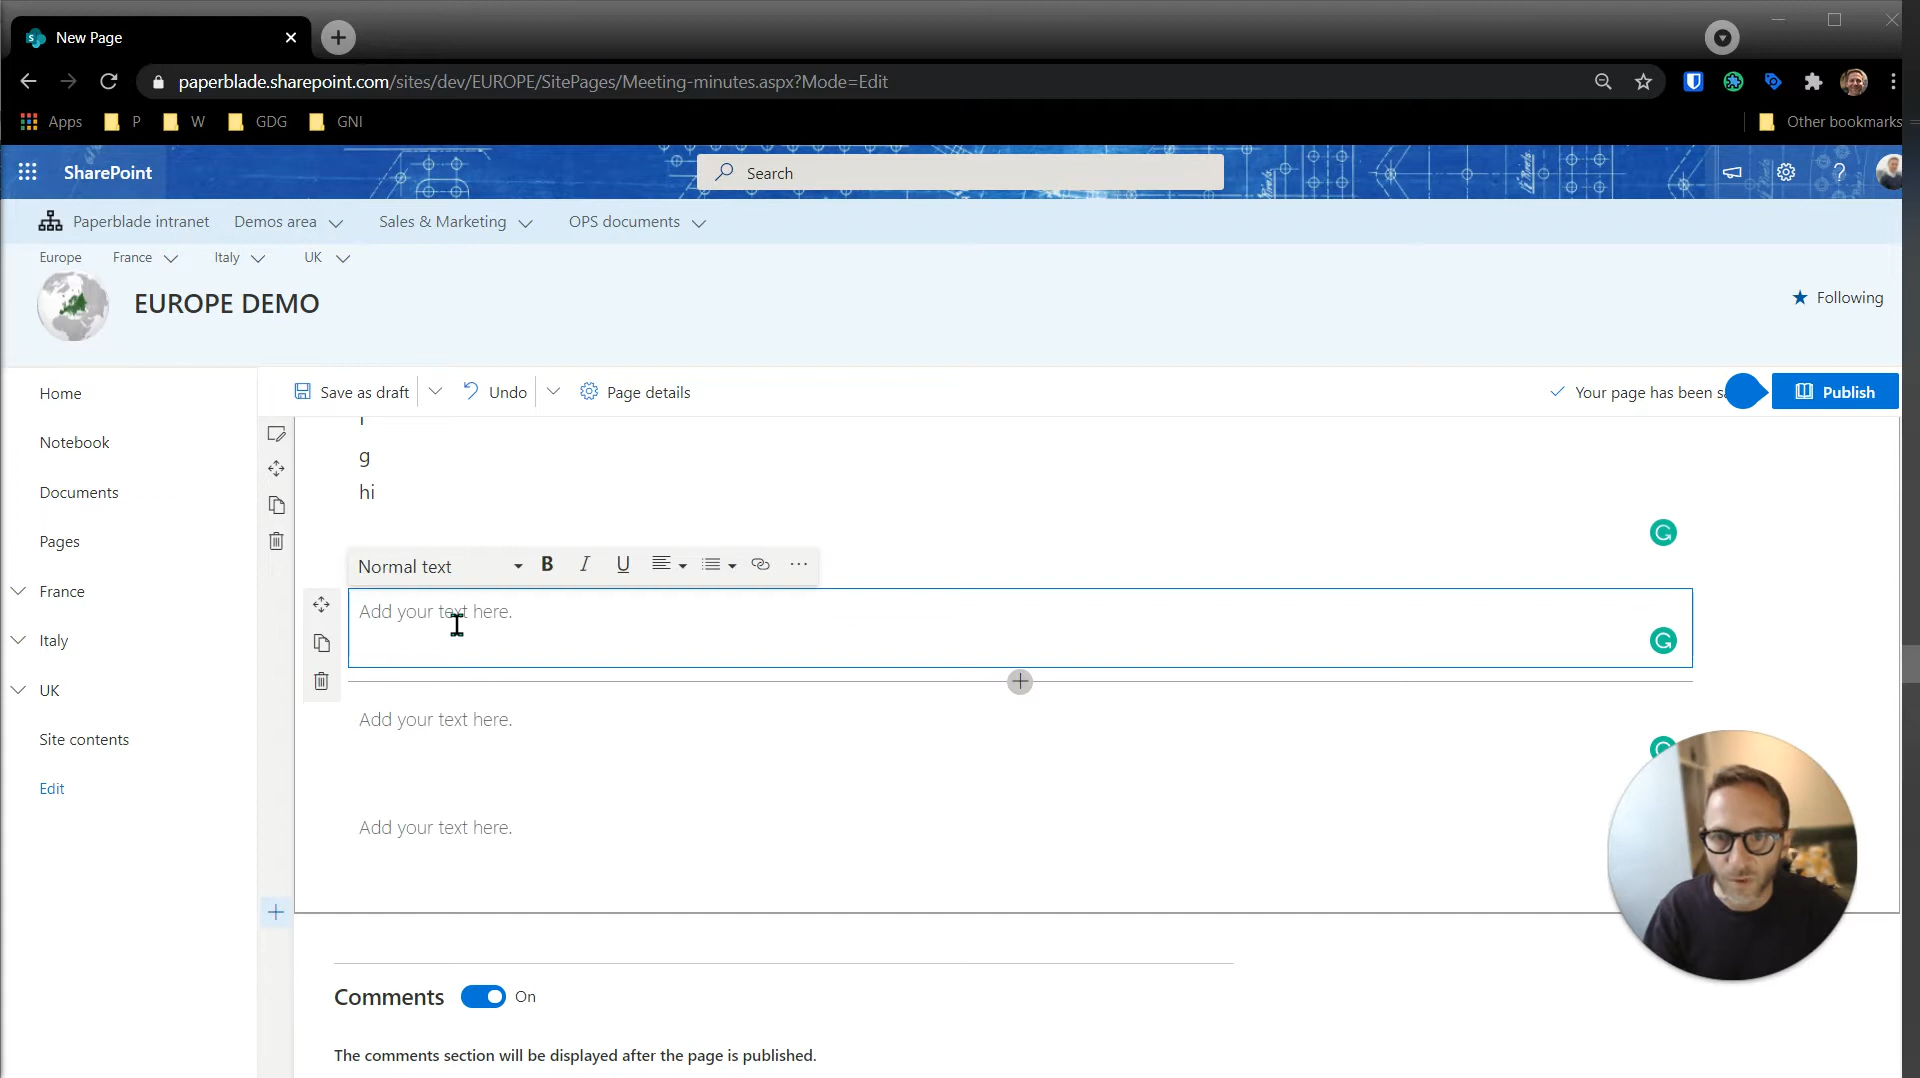 New Page
paperblade.sharepoint.com/sites/dev/EUROPE/SitePages/Meeting-minutes.aspx?Mode=Edit
Apps P W GDG GNI Other bookmarks
SharePoint Search
Paperblade intranet Demos area Sales & Marketing OPS documents
Europe France Italy UK
EUROPE DEMO Following
Home
Notebook
Documents
Pages
France
Italy
UK
Site contents
Edit
Save as draft Undo Page details Your page has been Publish
g
hi
Normal text B I U
Add your text here.
Add your text here.
Add your text here.
Comments On
The comments section will be displayed after the page is published.